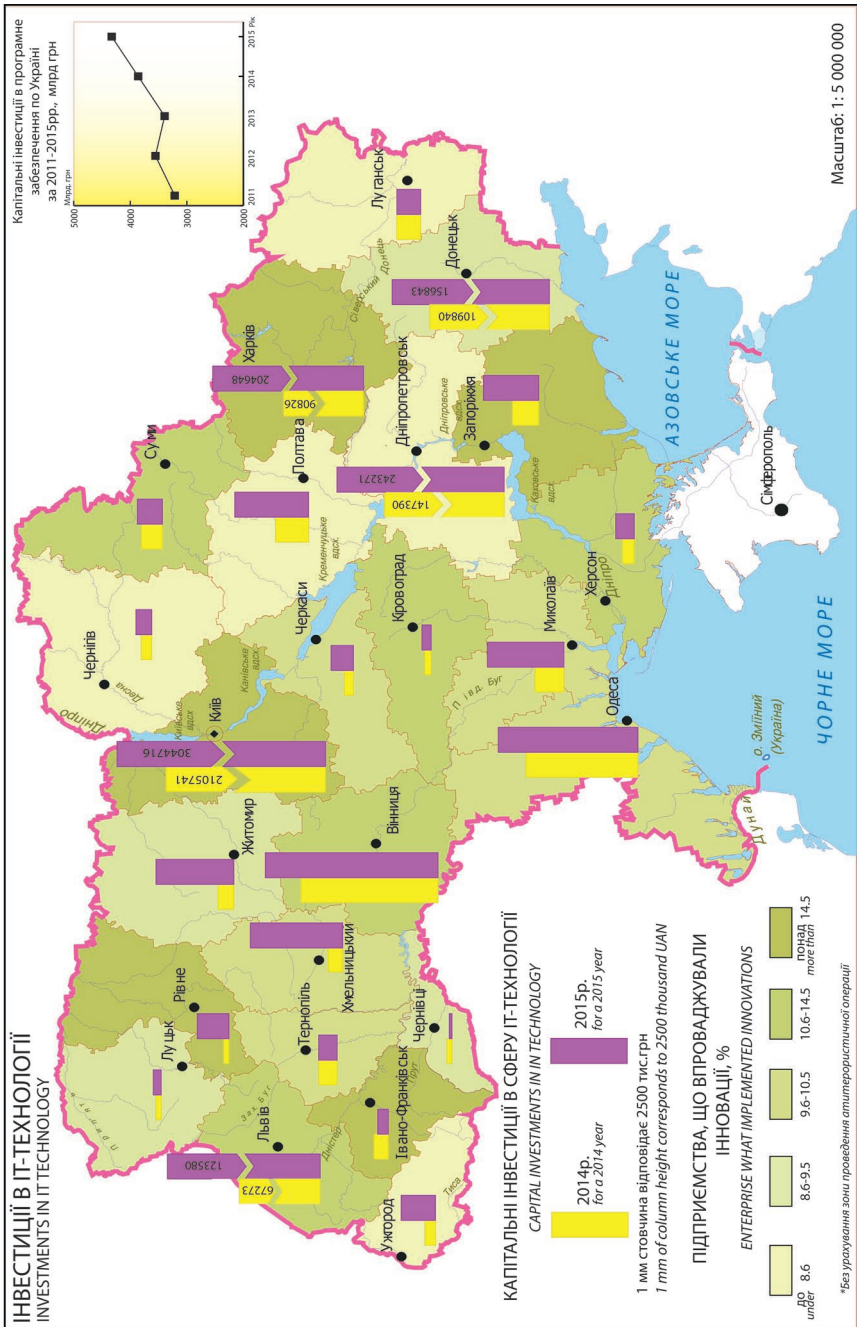 ІНВЕСТИЦІЇ В ІТ-ТЕХНОЛОГІЇ
INVESTMENTS IN IT TECHNOLOGY
Капітальні інвестиції в програмне
забезпечення по Україні
за 2011-2015рр., млрд грн
Млрд. грн
5000
4000
3000
2000
2011
2012
2013
2014
2015 Рік
Чернігів
Десна
Дніпро
Суми
Київське
вдсх.
Київ
Канівське
вдсх.
3044716
2105741
Житомир
Рівне
Луцьк
Прип'ять
Зах. Буг
Львів
123580
67273
Дністер
Тернопіль
Хмельницький
Вінниця
Івано-Франківськ
Прут
Чернівці
Ужгород
Тиса
Черкаси
Кременчуцьке
вдсх.
Полтава
Харків
204648
90826
Сіверський Донець
Луганськ
Донецьк
156843
109840
Дніпропетровськ
Дніпровське
вдсх.
243271
147390
Запоріжжя
Каховське
вдсх.
Кіровоград
Півд. Буг
Миколаїв
Херсон
Дніпро
Одеса
о. Зміїний
(Україна)
Дунай
ЧОРНЕ МОРЕ
АЗОВСЬКЕ МОРЕ
Сімферополь
Масштаб: 1: 5 000 000
КАПІТАЛЬНІ ІНВЕСТИЦІЇ В СФЕРУ ІТ-ТЕХНОЛОГІЇ
CAPITAL INVESTMENTS IN IN TECHNOLOGY
2014р.
for a 2014 year
2015р.
for a 2015 year
1 мм стовчина відповідає 2500 тис.грн
1 mm of column height corresponds to 2500 thousand UAN
ПІДПРИЄМСТВА, ЩО ВПРОВАДЖУВАЛИ
ІННОВАЦІЇ, %
ENTERPRISE WHAT IMPLEMENTED INNOVATIONS
до 8.6
under
8.6-9.5
9.6-10.5
10.6-14.5
понад 14.5
more than
*Без урахування зони проведення антитерористичної операції